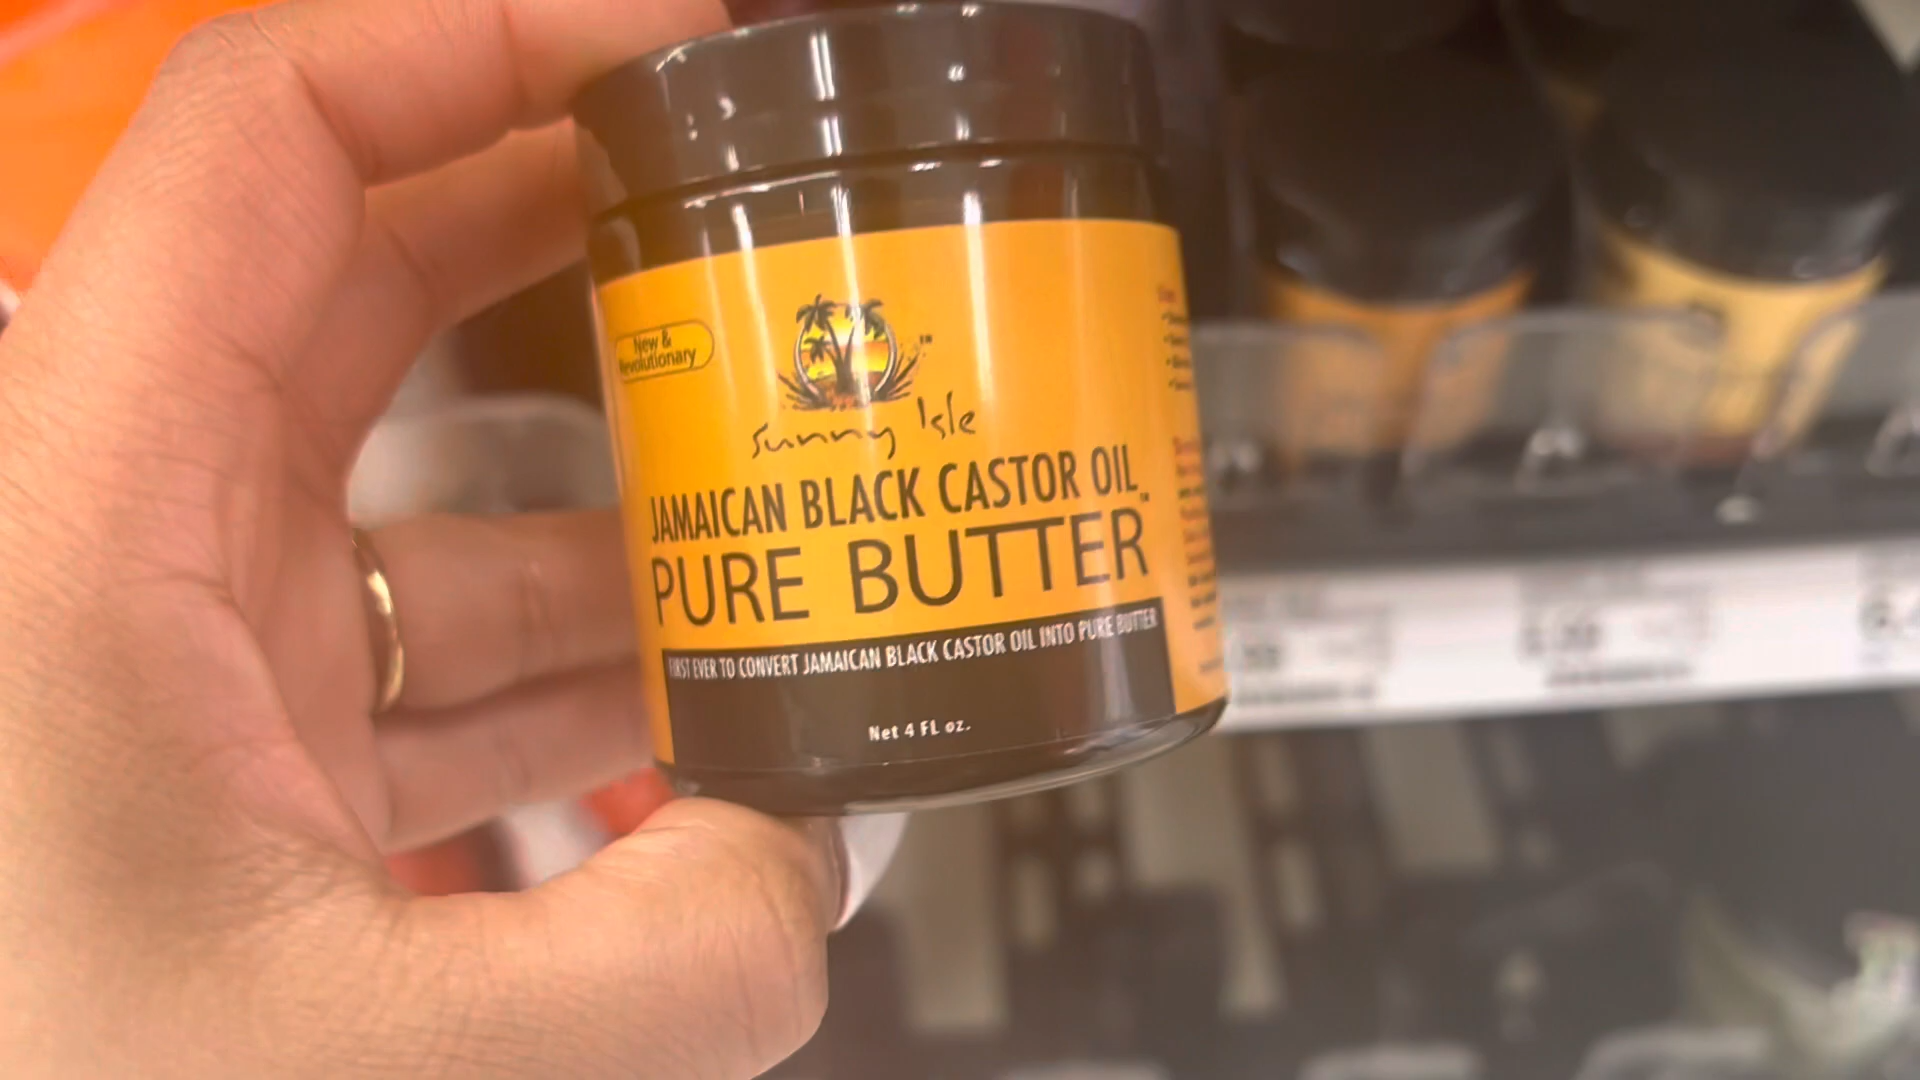 New &
Revolutionary
Sunny Isle
JAMAICAN BLACK CASTOR OIL™
PURE BUTTER
FIRST EVER TO CONVERT JAMAICAN BLACK CASTOR OIL INTO PURE BUTTER
Net 4 FL oz.